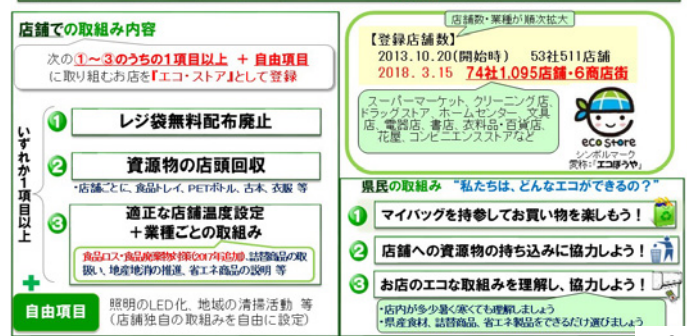 店舗での取組み内容
次の①～③のうちの1項目以上 ＋ 自由項目
に取り組むお店を『エコ・ストア』として登録
いずれか1項目以上
① レジ袋無料配布廃止
② 資源物の店頭回収
・店舗ごとに、食品トレイ、PETボトル、古木、衣服 等
③ 適正な店舗温度設定
＋業種ごとの取組み
食品ロス・食品廃棄物対策(2017年追加)、詰替商品の取
扱い、地産地消の推進、省エネ商品の説明 等
＋
自由項目
照明のLED化、地域の清掃活動 等
（店舗独自の取組みを自由に設定）
店舗数・業種が順次拡大
【登録店舗数】
2013.10.20(開始時) 53社511店舗
2018. 3.15 74社1,095店舗・6商店街
スーパーマーケット、クリーニング店、
ドラッグストア、ホームセンター、文具
店、電器店、書店、衣料品・百貨店、
花屋、コンビニエンスストアなど
eco store
シンボルマーク
愛称：「エコぼうや」
県民の取組み “私たちは、どんなエコができるの？”
① マイバッグを持参してお買い物を楽しもう！
② 店舗への資源物の持ち込みに協力しよう！
③ お店のエコな取組みを理解し、協力しよう！
・店内が多少暑く寒くても理解しましょう
・県産食材、詰替商品、省エネ製品をできるだけ選びましょう